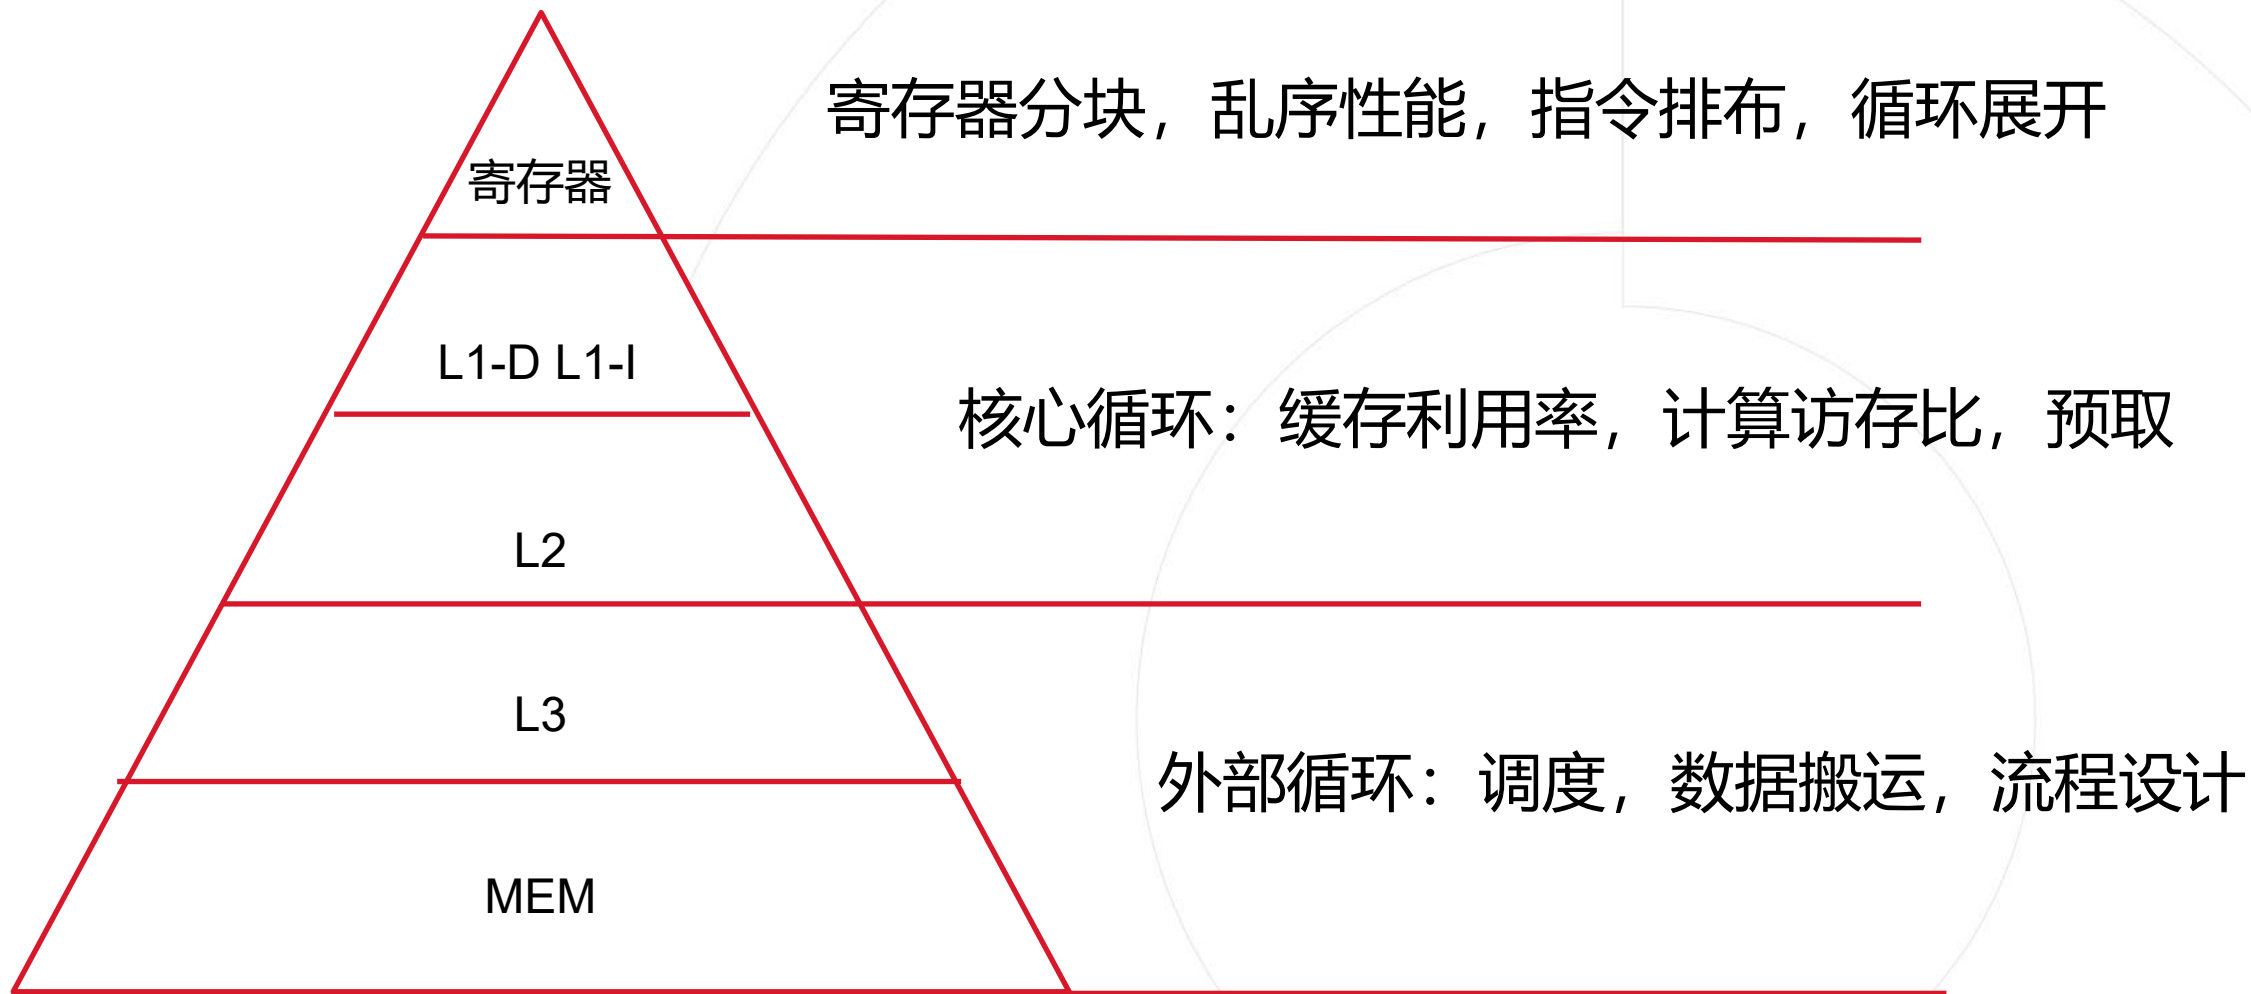 寄存器分块，乱序性能，指令排布，循环展开
寄存器
L1-D L1-I
核心循环：缓存利用率，计算访存比，预取
L2
L3
外部循环：调度，数据搬运，流程设计
MEM